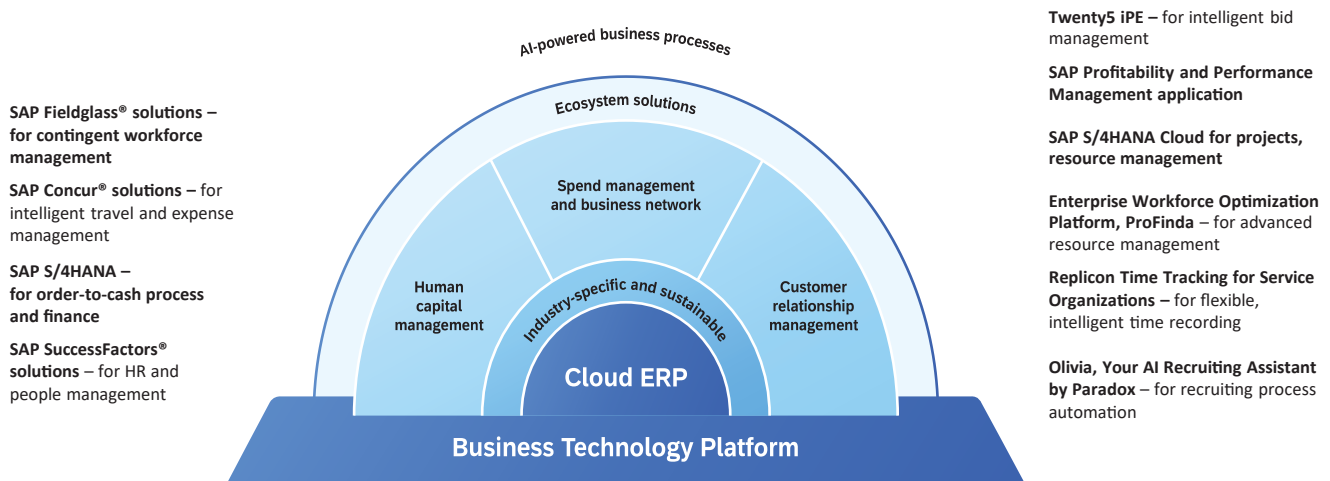 SAP Fieldglass® solutions –
for contingent workforce
management
SAP Concur® solutions – for
intelligent travel and expense
management
SAP S/4HANA –
for order-to-cash process
and finance
SAP SuccessFactors®
solutions – for HR and
people management
AI-powered business processes
Ecosystem solutions
Spend management
and business network
Human
capital
management
Customer
relationship
management
Industry-specific and sustainable
Cloud ERP
Business Technology Platform
Twenty5 iPE – for intelligent bid
management
SAP Profitability and Performance
Management application
SAP S/4HANA Cloud for projects,
resource management
Enterprise Workforce Optimization
Platform, ProFinda – for advanced
resource management
Replicon Time Tracking for Service
Organizations – for flexible,
intelligent time recording
Olivia, Your AI Recruiting Assistant
by Paradox – for recruiting process
automation